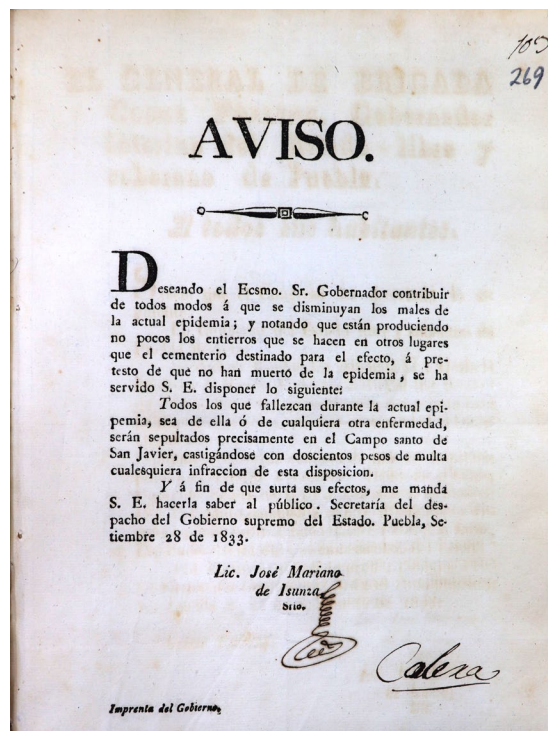 105
269
AVISO.
Deseando el Ecsmo. Sr. Gobernador contribuir
de todos modos á que se disminuyan los males de
la actual epidemia; y notando que están produciendo
no pocos los entierros que se hacen en otros lugares
que el cementerio destinado para el efecto, á pre-
testo de que no han muerto de la epidemia, se ha
servido S. E. disponer lo siguiente:
Todos los que fallezcan durante la actual epi-
pemia, sea de ella ó de cualquiera otra enfermedad,
serán sepultados precisamente en el Campo santo de
San Javier, castigándose con doscientos pesos de multa
cualesquiera infraccion de esta disposicion.
Y á fin de que surta sus efectos, me manda
S. E. hacerla saber al público. Secretaría del des-
pacho del Gobierno supremo del Estado. Puebla, Se-
tiembre 28 de 1833.
Lic. José Mariano
de Isunza
Srio.
Imprenta del Gobierno.